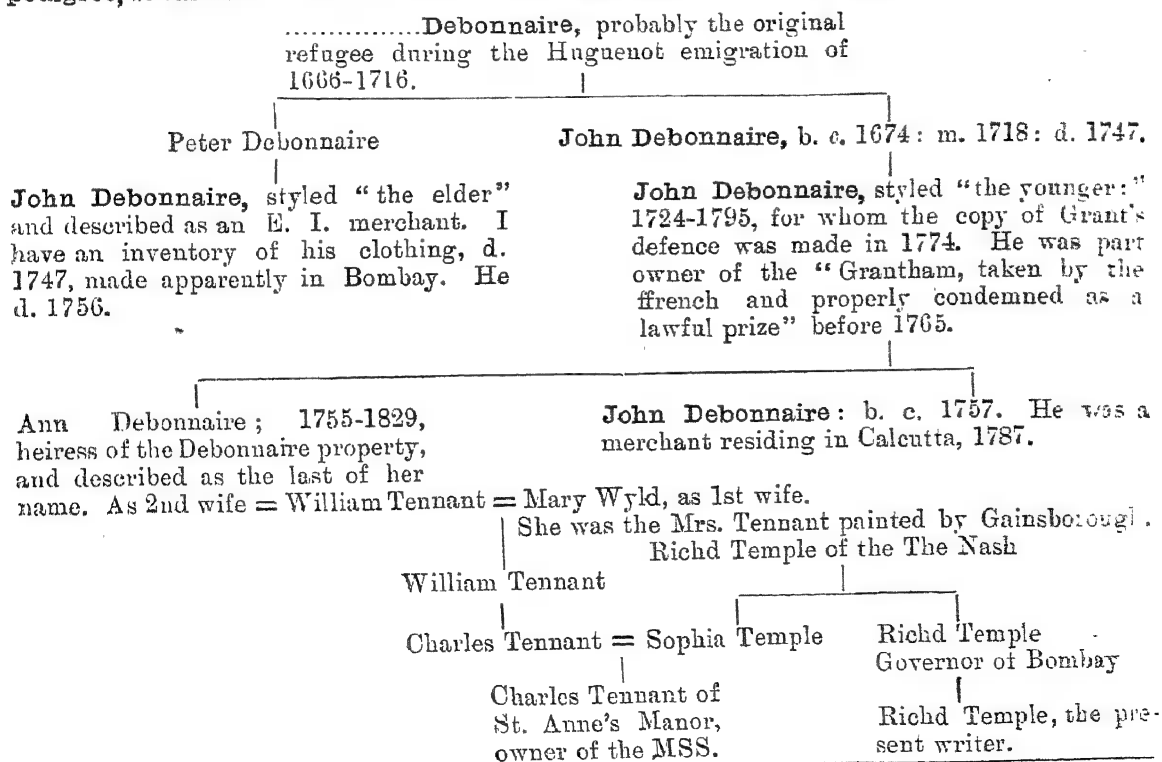 ................Debonnaire, probably the original
refugee during the Huguenot emigration of
1666-1716.
Peter Debonnaire
John Debonnaire, b. c. 1674: m. 1718: d. 1747.
John Debonnaire, styled “the elder”
and described as an E. I. merchant. I
have an inventory of his clothing, d.
1747, made apparently in Bombay. He
d. 1756.
John Debonnaire, styled “the younger:”
1724-1795, for whom the copy of Grant's
defence was made in 1774. He was part
owner of the “Grantham, taken by the
ffrench and properly condemned as a
lawful prize” before 1765.
Ann Debonnaire; 1755-1829,
heiress of the Debonnaire property,
and described as the last of her
name. As 2nd wife = William Tennant = Mary Wyld, as 1st wife.
John Debonnaire: b. c. 1757. He was a
merchant residing in Calcutta, 1787.
She was the Mrs. Tennant painted by Gainsborough.
Richd Temple of the The Nash
William Tennant
Charles Tennant = Sophia Temple
Richd Temple
Governor of Bombay
Charles Tennant of
St. Anne's Manor,
owner of the MSS.
Richd Temple, the pre-
sent writer.